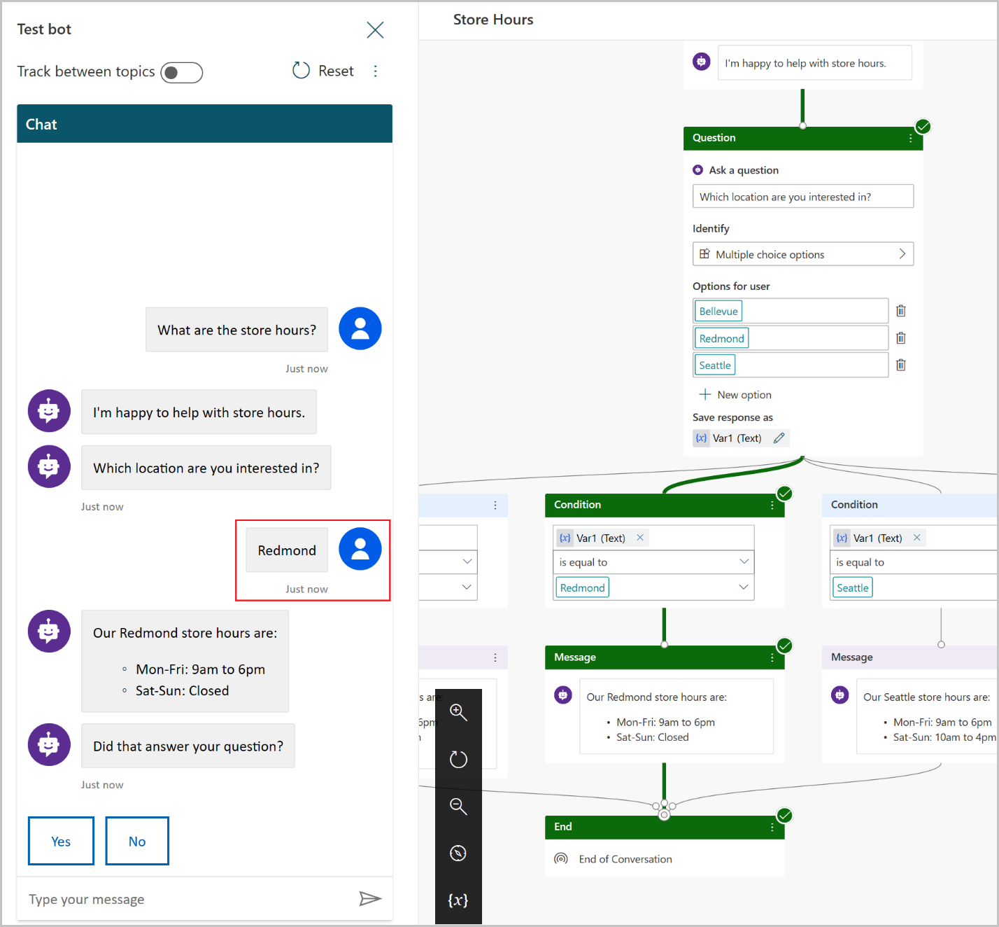 Test bot
Track between topics
Reset
Chat
What are the store hours?
Just now
I'm happy to help with store hours.
Which location are you interested in?
Just now
Redmond
Just now
Our Redmond store hours are:
◦ Mon-Fri: 9am to 6pm
◦ Sat-Sun: Closed
Did that answer your question?
Just now
Yes
No
Type your message
Store Hours
I'm happy to help with store hours.
Question
Ask a question
Which location are you interested in?
Identify
Multiple choice options
Options for user
Bellevue
Redmond
Seattle
New option
Save response as
{x} Var1 (Text)
Condition
{x} Var1 (Text)
is equal to
Redmond
Condition
{x} Var1 (Text)
is equal to
Seattle
s are:
6pm
Message
Our Redmond store hours are:
• Mon-Fri: 9am to 6pm
• Sat-Sun: Closed
Message
Our Seattle store hours are:
• Mon-Fri: 9am to 6pm
• Sat-Sun: 10am to 4pm
End
End of Conversation
{x}